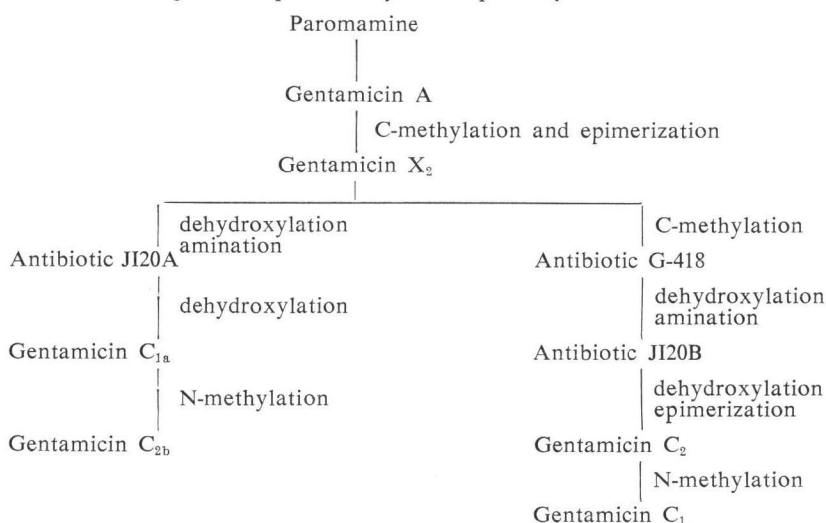 Paromamine
Gentamicin A
C-methylation and epimerization
Gentamicin X₂
dehydroxylation
amination
C-methylation
Antibiotic JI20A
Antibiotic G-418
dehydroxylation
dehydroxylation
amination
Gentamicin C₁ₐ
Antibiotic JI20B
N-methylation
dehydroxylation
epimerization
Gentamicin C₂b
Gentamicin C₂
N-methylation
Gentamicin C₁